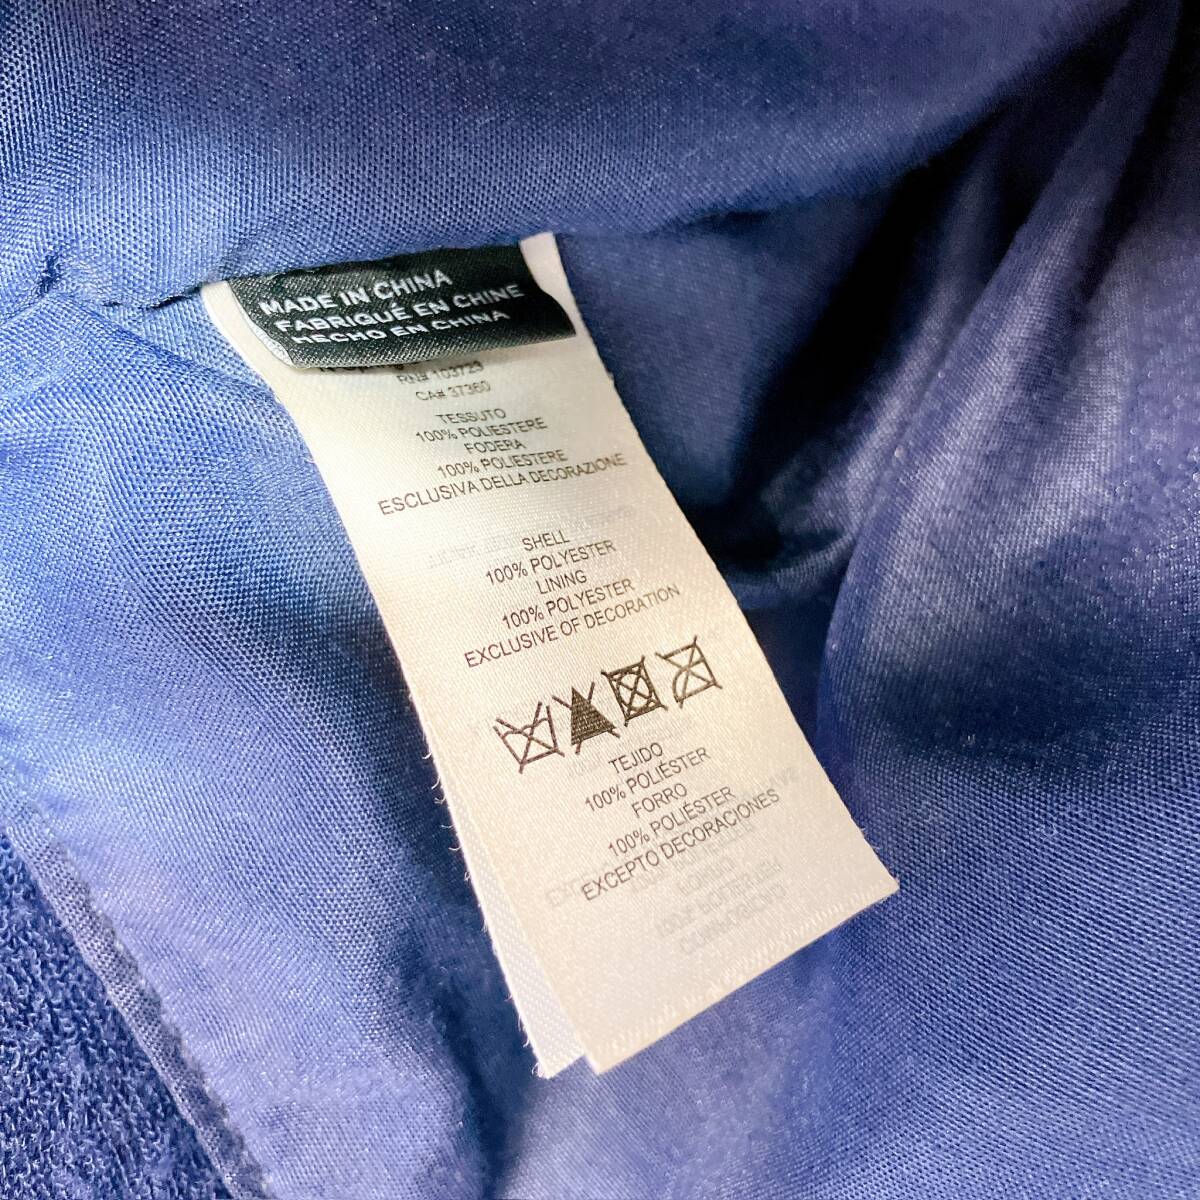 MADE IN CHINA
FABRIQUÉ EN CHINE
HECHO EN CHINA
RN# 103723
CA# 37360
TESSUTO
100% POLIESTERE
FODERA
100% POLIESTERE
ESCLUSIVA DELLA DECORAZIONE
SHELL
100% POLYESTER
LINING
100% POLYESTER
EXCLUSIVE OF DECORATION
TEJIDO
100% POLIÉSTER
FORRO
100% POLIÉSTER
EXCEPTO DECORACIONES